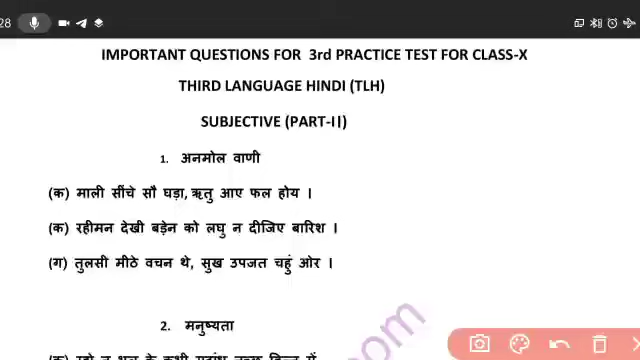 28
IMPORTANT QUESTIONS FOR 3rd PRACTICE TEST FOR CLASS-X
THIRD LANGUAGE HINDI (TLH)
SUBJECTIVE (PART-II)
1. अनमोल वाणी
(क) माली सींचे सौ घड़ा, ऋतु आए फल होय ।
(क) रहीमन देखी बड़ेन को लघु न दीजिए बारिश ।
(ग) तुलसी मीठे वचन थे, सुख उपजत चहुं ओर ।
2. मनुष्यता